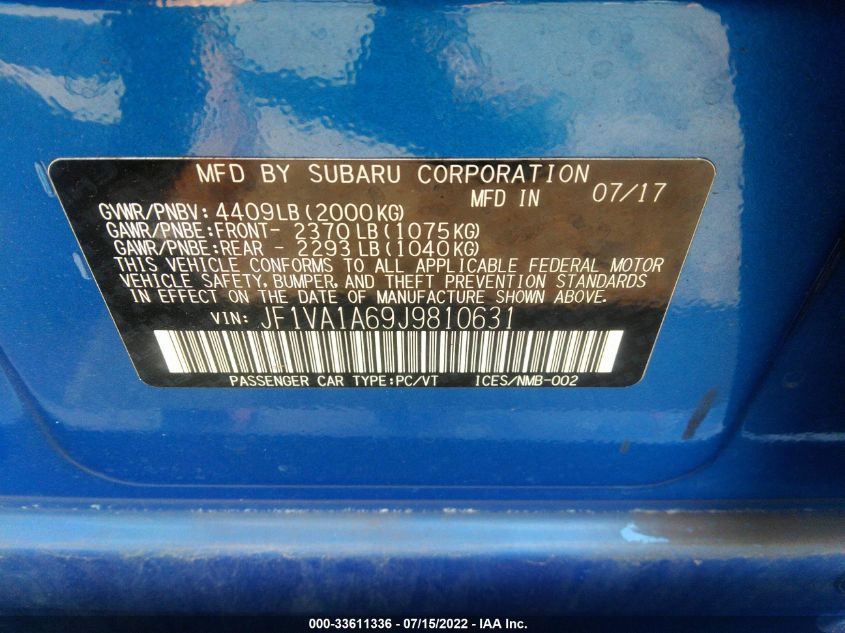 MFD BY SUBARU CORPORATION
MFD IN 07/17
GVWR/PNBV: 4409LB(2000KG)
GAWR/PNBE:FRONT- 2370LB(1075KG)
GAWR/PNBE:REAR - 2293LB(1040KG)
THIS VEHICLE CONFORMS TO ALL APPLICABLE FEDERAL MOTOR
VEHICLE SAFETY, BUMPER, AND THEFT PREVENTION STANDARDS
IN EFFECT ON THE DATE OF MANUFACTURE SHOWN ABOVE.
VIN: JF1VA1A69J9810631
PASSENGER CAR TYPE:PC/VT ICES/NMB-002
000-33611336 - 07/15/2022 - IAA Inc.